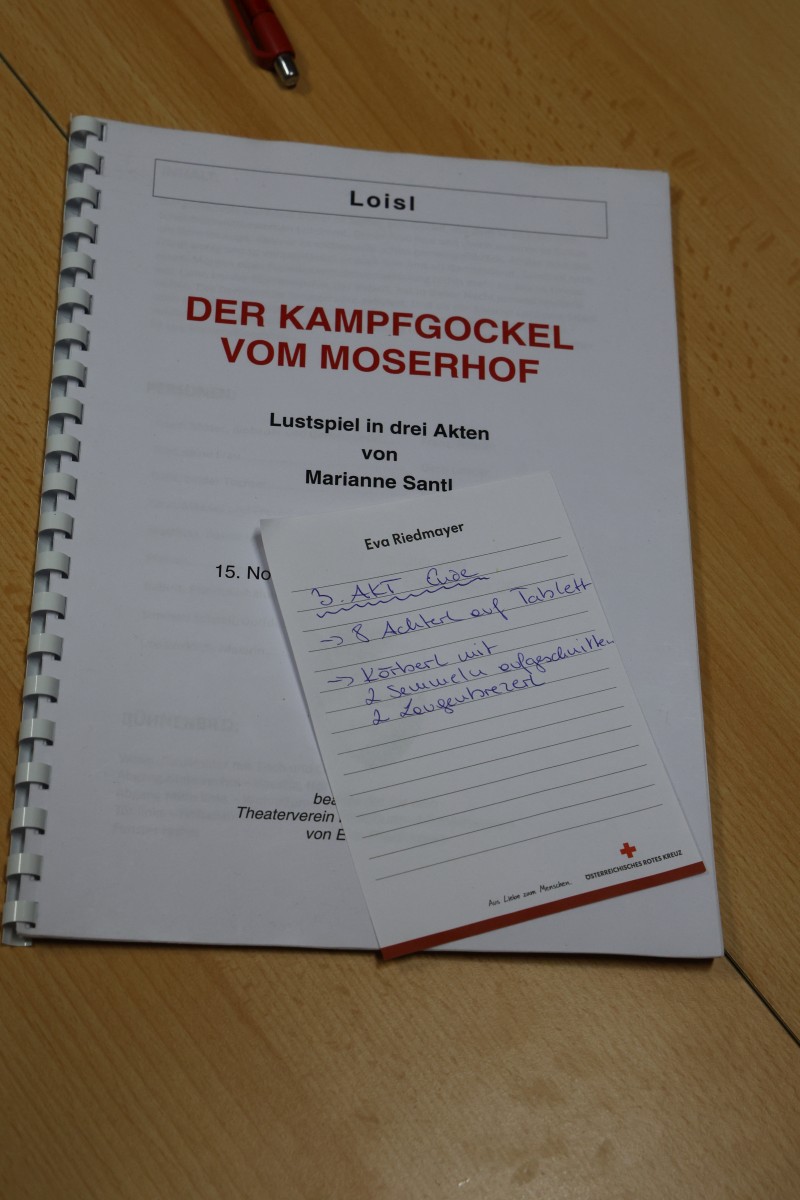 Loisl
DER KAMPFGOCKEL
VOM MOSERHOF
Lustspiel in drei Akten
von
Marianne Santl
15. No
bea
Theaterverein
von E
Eva Riedmayer
3. AKT Ende
→ 8 Achterl auf Tablett
→ Körberl mit
2 Semmeln aufgeschnitten
2 Laugenbrezerl
Aus Liebe zum Menschen.
ÖSTERREICHISCHES ROTES KREUZ